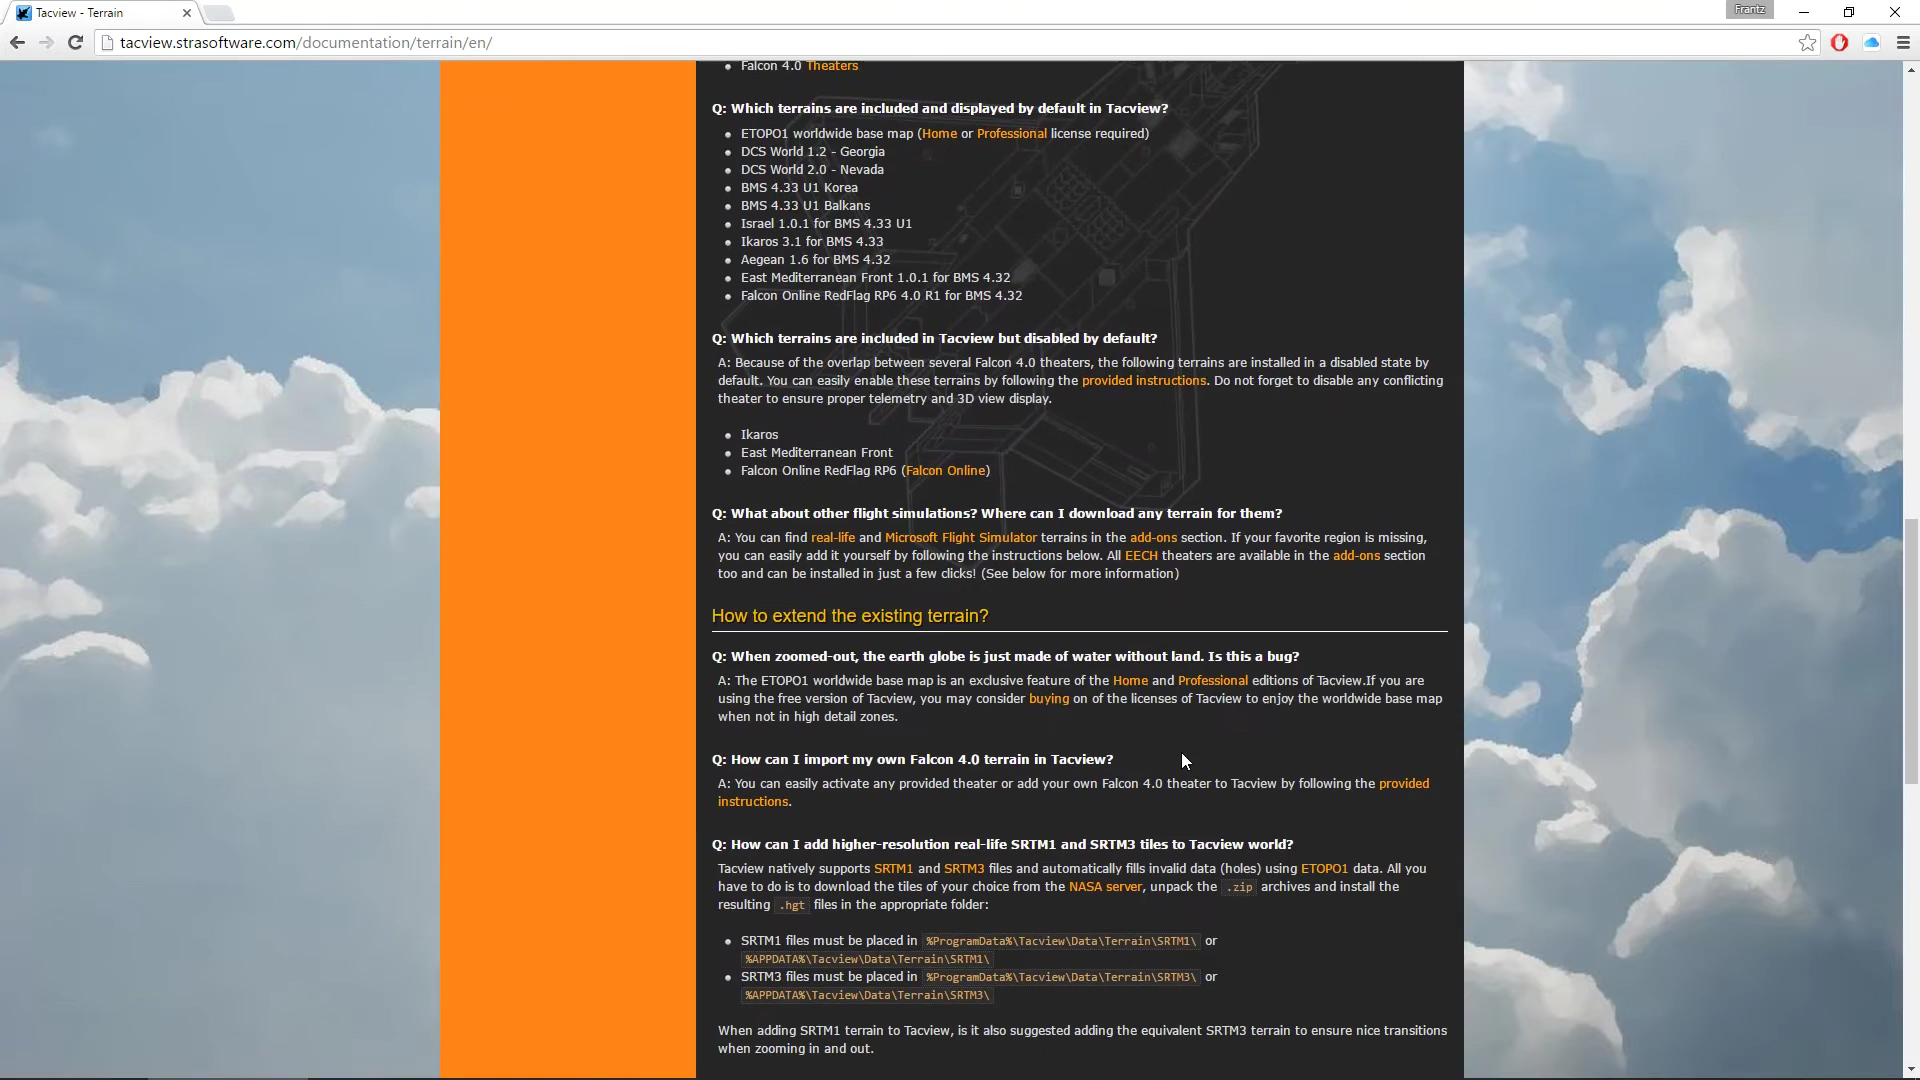 Tacview - Terrain
Frantz
tacview.strasoftware.com/documentation/terrain/en/
Falcon 4.0 Theaters
Q: Which terrains are included and displayed by default in Tacview?
ETOPO1 worldwide base map (Home or Professional license required)
DCS World 1.2 - Georgia
DCS World 2.0 - Nevada
BMS 4.33 U1 Korea
BMS 4.33 U1 Balkans
Israel 1.0.1 for BMS 4.33 U1
Ikaros 3.1 for BMS 4.33
Aegean 1.6 for BMS 4.32
East Mediterranean Front 1.0.1 for BMS 4.32
Falcon Online RedFlag RP6 4.0 R1 for BMS 4.32
Q: Which terrains are included in Tacview but disabled by default?
A: Because of the overlap between several Falcon 4.0 theaters, the following terrains are installed in a disabled state by
default. You can easily enable these terrains by following the provided instructions. Do not forget to disable any conflicting
theater to ensure proper telemetry and 3D view display.
Ikaros
East Mediterranean Front
Falcon Online RedFlag RP6 (Falcon Online)
Q: What about other flight simulations? Where can I download any terrain for them?
A: You can find real-life and Microsoft Flight Simulator terrains in the add-ons section. If your favorite region is missing,
you can easily add it yourself by following the instructions below. All EECH theaters are available in the add-ons section
too and can be installed in just a few clicks! (See below for more information)
How to extend the existing terrain?
Q: When zoomed-out, the earth globe is just made of water without land. Is this a bug?
A: The ETOPO1 worldwide base map is an exclusive feature of the Home and Professional editions of Tacview.If you are
using the free version of Tacview, you may consider buying on of the licenses of Tacview to enjoy the worldwide base map
when not in high detail zones.
Q: How can I import my own Falcon 4.0 terrain in Tacview?
A: You can easily activate any provided theater or add your own Falcon 4.0 theater to Tacview by following the provided
instructions.
Q: How can I add higher-resolution real-life SRTM1 and SRTM3 tiles to Tacview world?
Tacview natively supports SRTM1 and SRTM3 files and automatically fills invalid data (holes) using ETOPO1 data. All you
have to do is to download the tiles of your choice from the NASA server, unpack the .zip archives and install the
resulting .hgt files in the appropriate folder:
SRTM1 files must be placed in %ProgramData%\Tacview\Data\Terrain\SRTM1\ or
%APPDATA%\Tacview\Data\Terrain\SRTM1\
SRTM3 files must be placed in %ProgramData%\Tacview\Data\Terrain\SRTM3\ or
%APPDATA%\Tacview\Data\Terrain\SRTM3\
When adding SRTM1 terrain to Tacview, is it also suggested adding the equivalent SRTM3 terrain to ensure nice transitions
when zooming in and out.